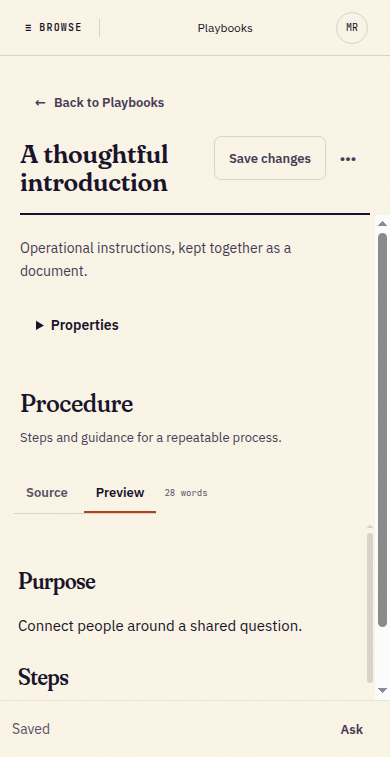 ≡ BROWSE
Playbooks
MR
← Back to Playbooks
A thoughtful
introduction
Save changes
•••
Operational instructions, kept together as a
document.
▶ Properties
Procedure
Steps and guidance for a repeatable process.
Source
Preview
28 words
Purpose
Connect people around a shared question.
Steps
Saved
Ask